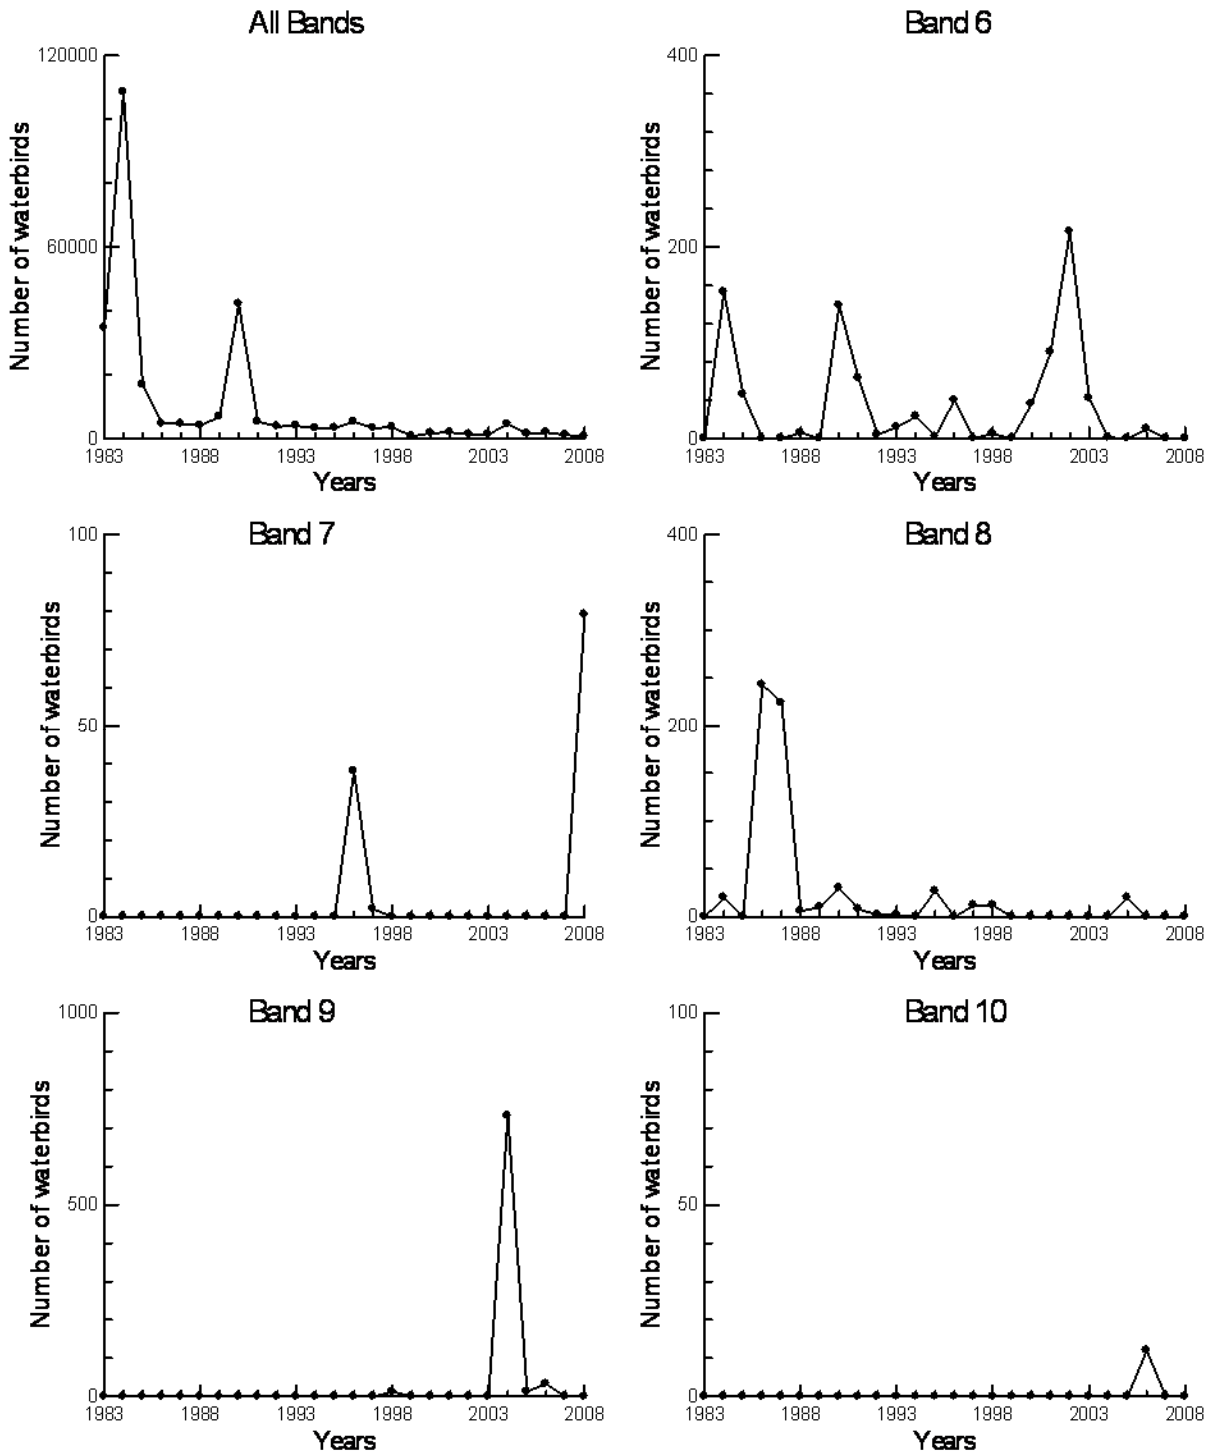 All Bands
120000
60000
0
1983 1988 1993 1998 2003 2008
Years
Number of waterbirds
Band 6
400
200
0
1983 1988 1993 1998 2003 2008
Years
Number of waterbirds
Band 7
100
50
0
1983 1988 1993 1998 2003 2008
Years
Number of waterbirds
Band 8
400
200
0
1983 1988 1993 1998 2003 2008
Years
Number of waterbirds
Band 9
1000
500
0
1983 1988 1993 1998 2003 2008
Years
Number of waterbirds
Band 10
100
50
0
1983 1988 1993 1998 2003 2008
Years
Number of waterbirds